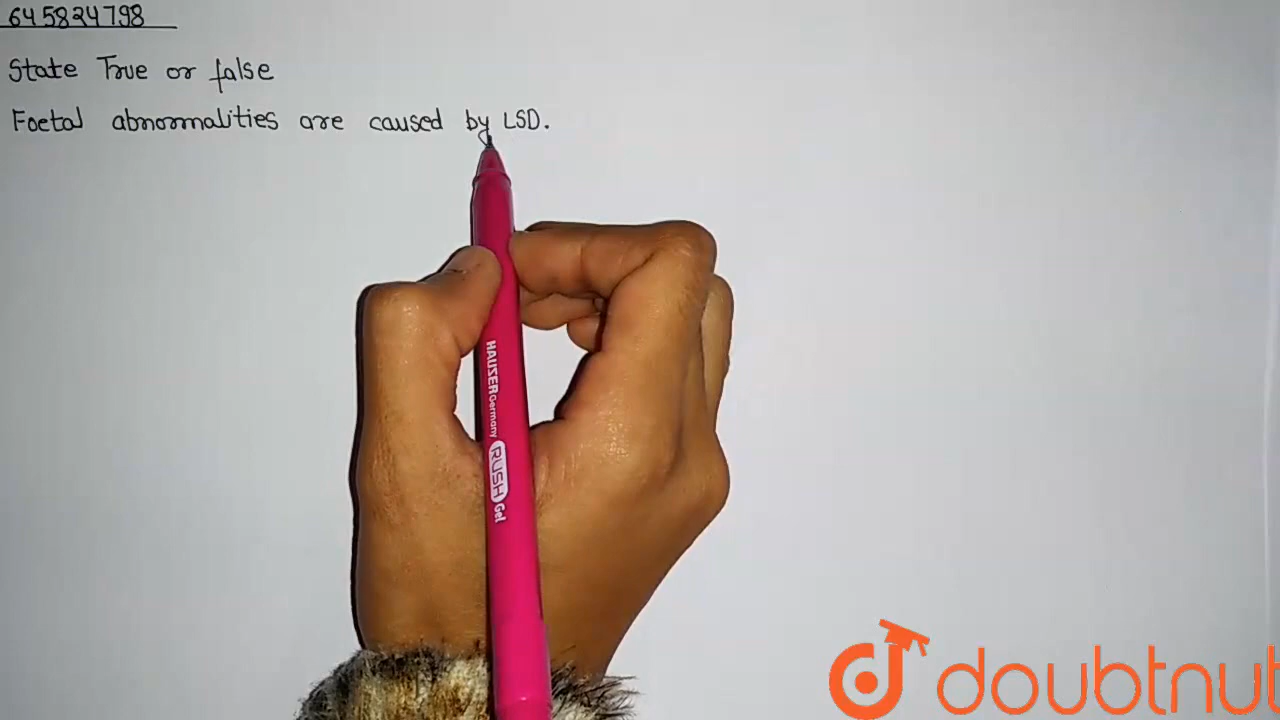 645824798
State True or false
Foetal abnormalities are caused by LSD.
HAUSER Germany RUSH Gel
doubtnut